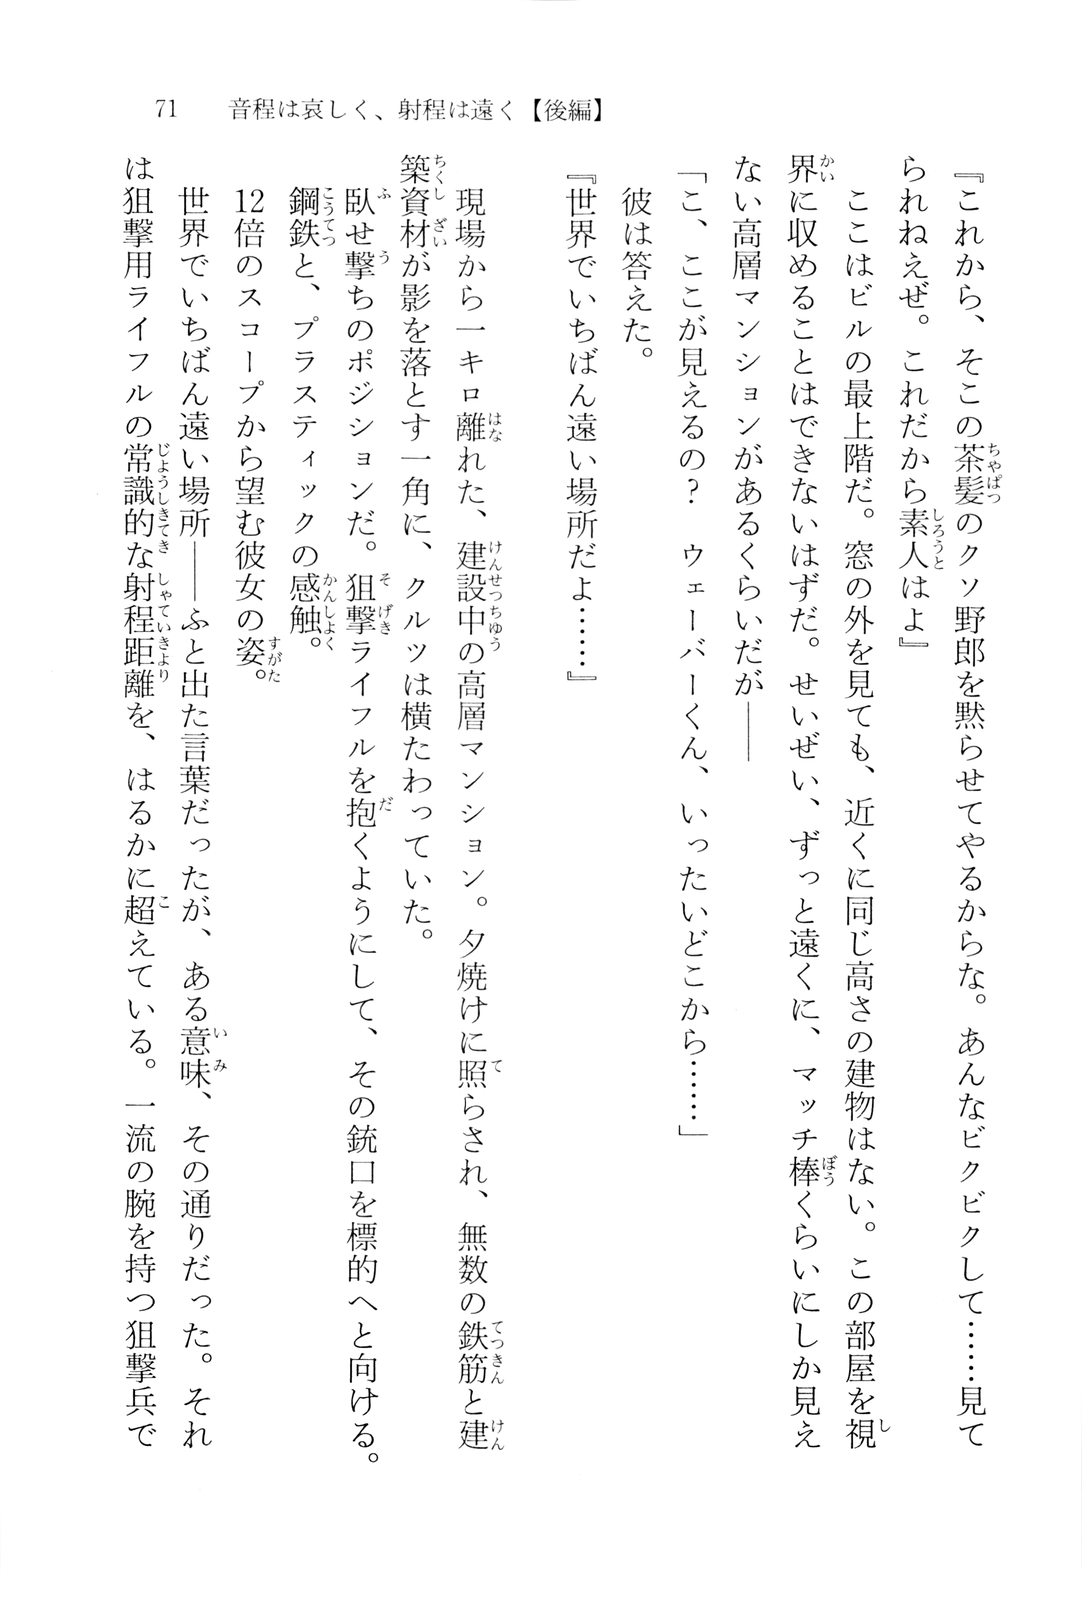 71　音程は哀しく、射程は遠く【後編】
『これから、そこの茶髪のクソ野郎を黙らせてやるからな。あんなビクビクして……見て
られねえぜ。これだから素人はよ』
　ここはビルの最上階だ。窓の外を見ても、近くに同じ高さの建物はない。この部屋を視
界に収めることはできないはずだ。せいぜい、ずっと遠くに、マッチ棒くらいにしか見え
ない高層マンションがあるくらいだが――
「こ、ここが見えるの？　ウェーバーくん、いったいどこから……」
　彼は答えた。
『世界でいちばん遠い場所だよ……』
　現場から一キロ離れた、建設中の高層マンション。夕焼けに照らされ、無数の鉄筋と建
築資材が影を落とす一角に、クルツは横たわっていた。
　臥せ撃ちのポジションだ。狙撃ライフルを抱くようにして、その銃口を標的へと向ける。
　鋼鉄と、プラスティックの感触。
　12倍のスコープから望む彼女の姿。
　世界でいちばん遠い場所――ふと出た言葉だったが、ある意味、その通りだった。それ
は狙撃用ライフルの常識的な射程距離を、はるかに超えている。一流の腕を持つ狙撃兵で